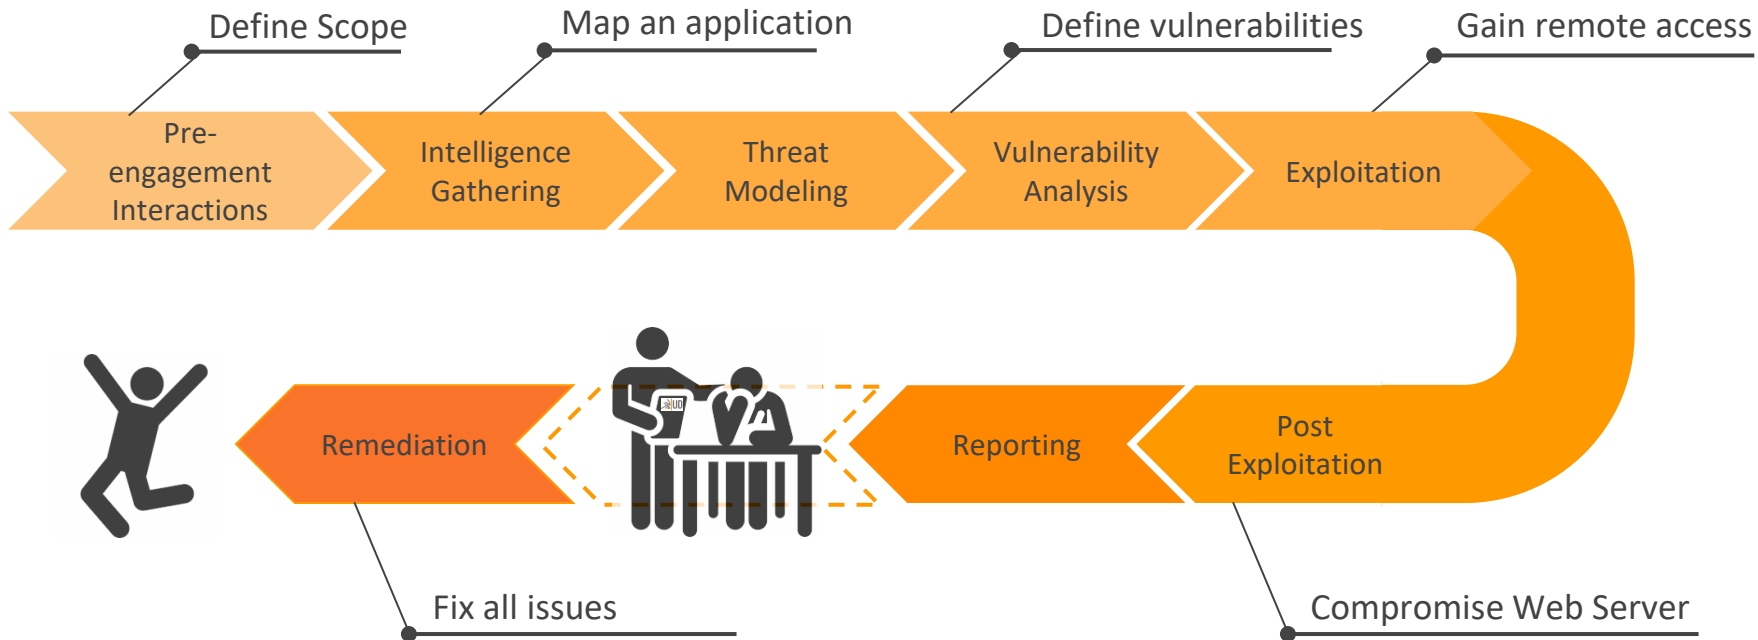 Define Scope
Map an application
Define vulnerabilities
Gain remote access
Pre-
engagement
Interactions
Intelligence
Gathering
Threat
Modeling
Vulnerability
Analysis
Exploitation
Post
Exploitation
Reporting
UD
Remediation
Fix all issues
Compromise Web Server